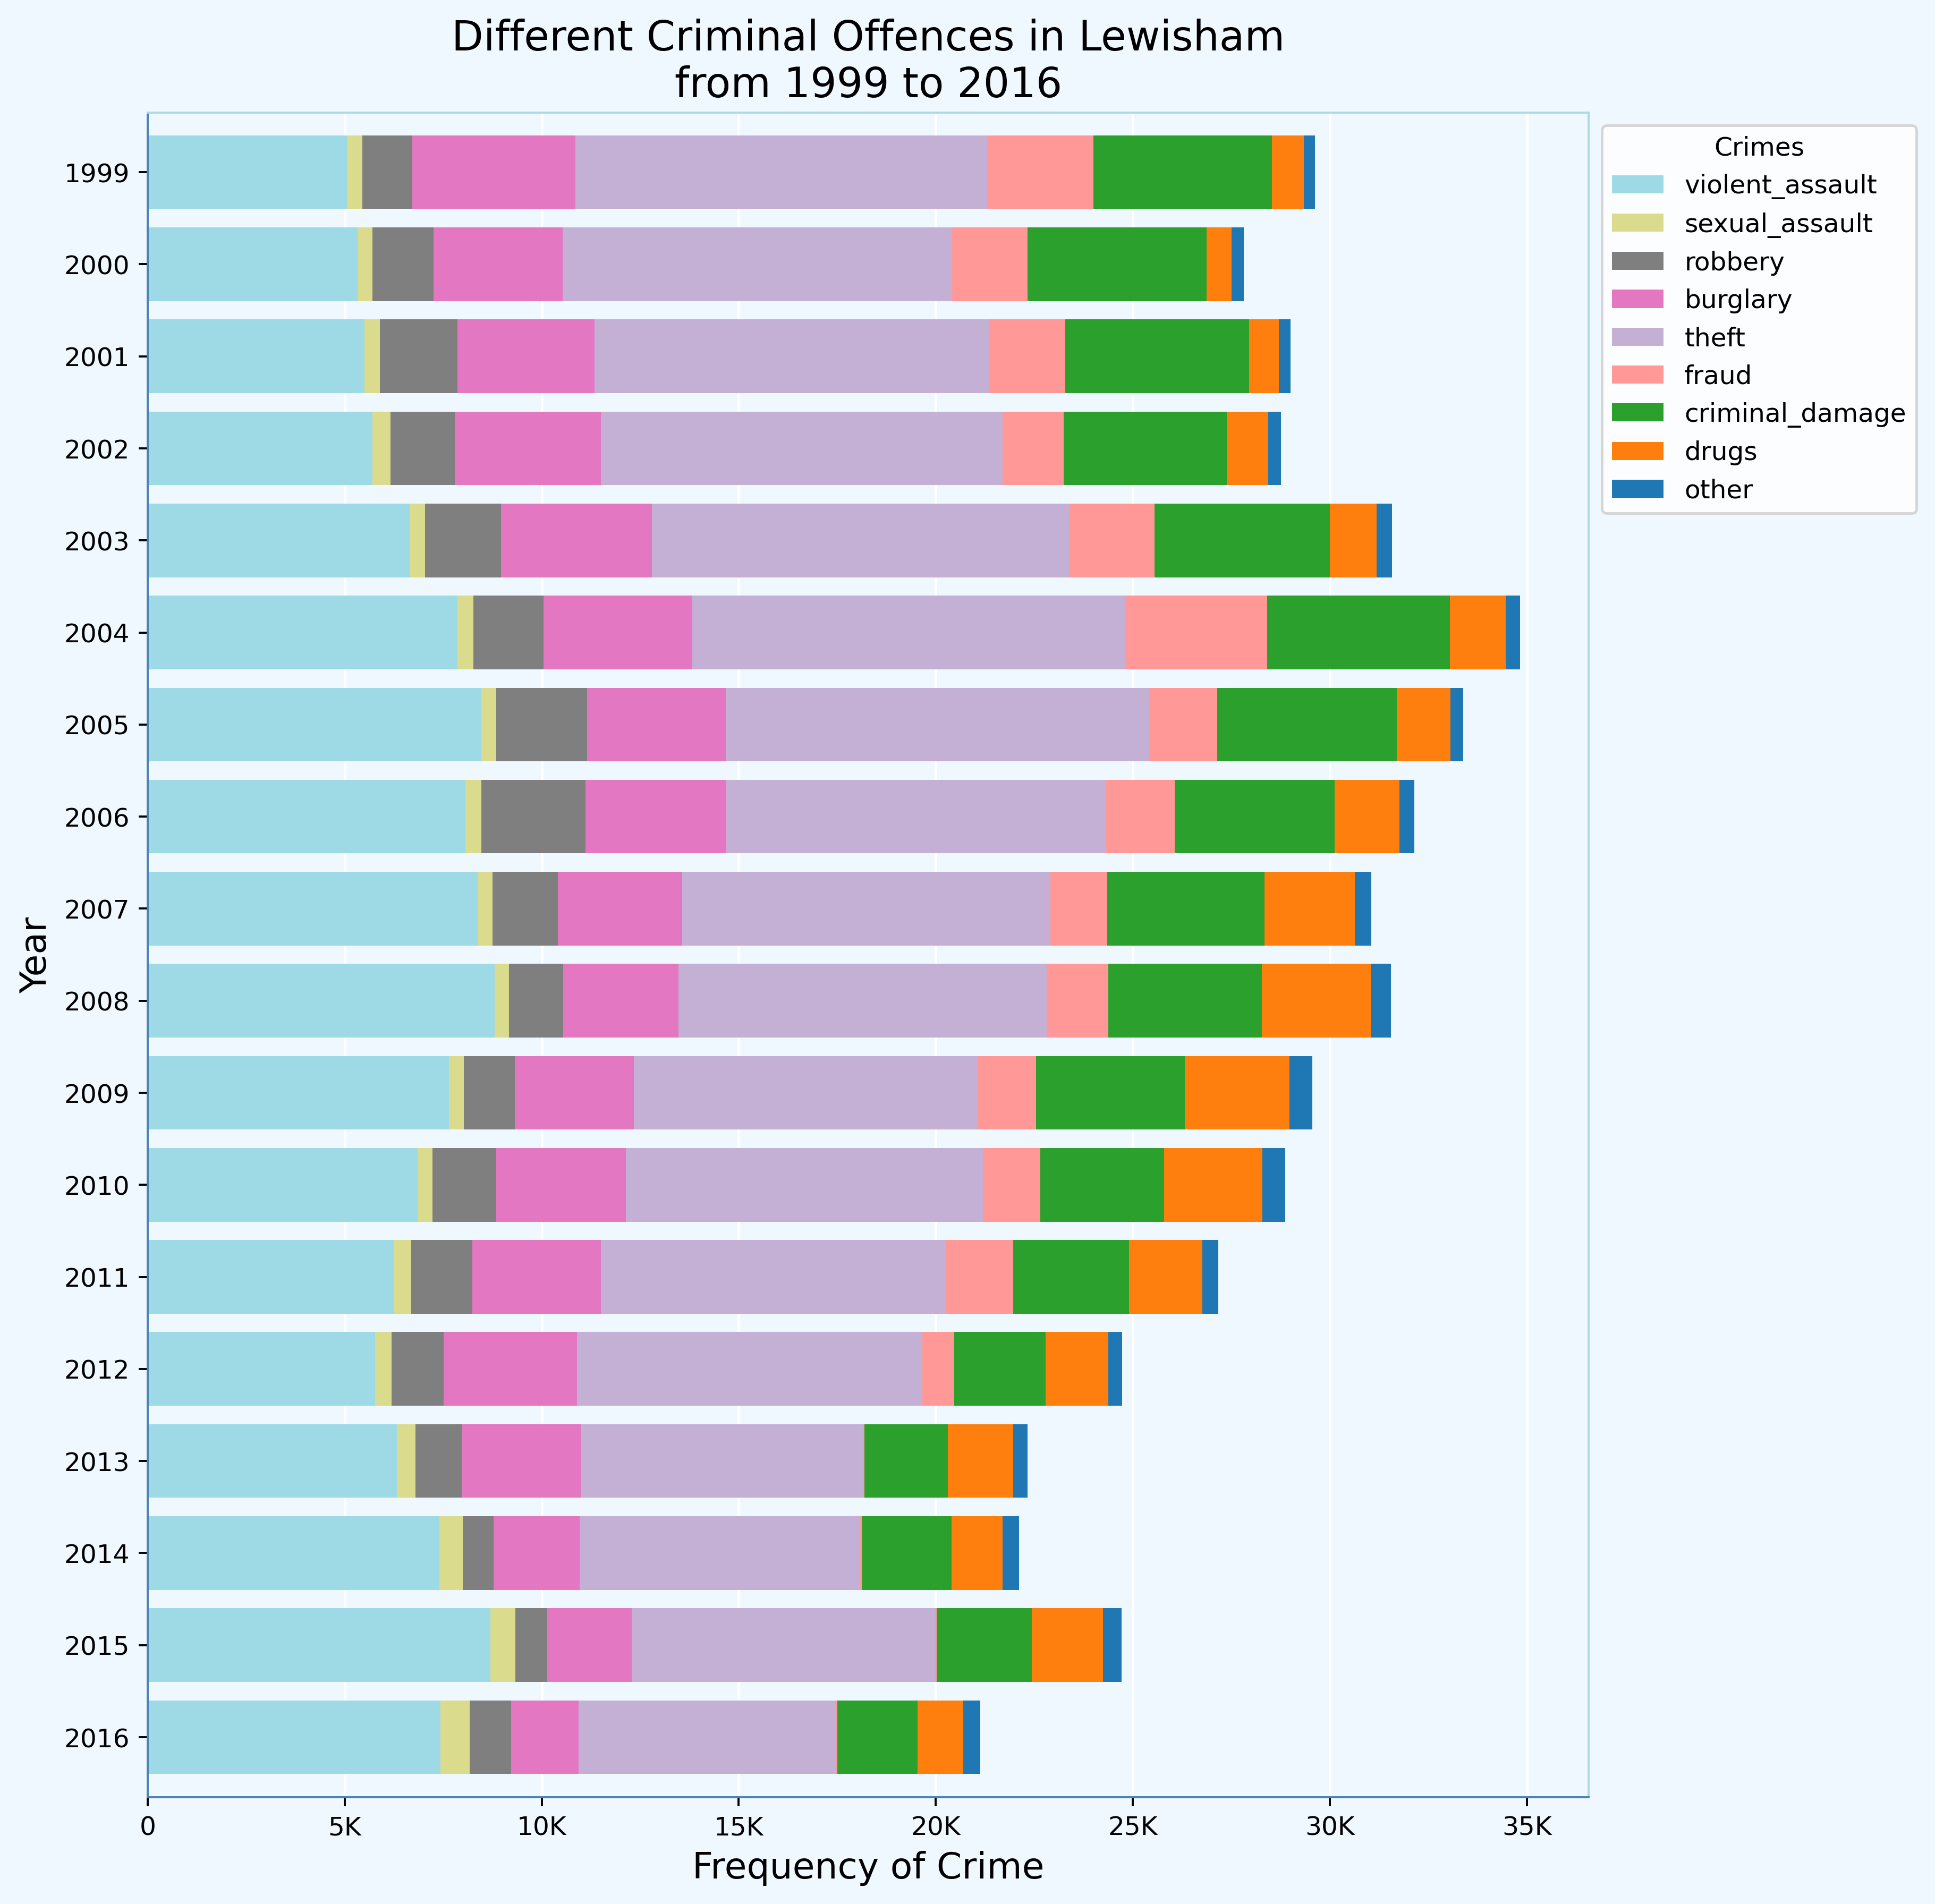 Different Criminal Offences in Lewisham
from 1999 to 2016
Crimes
violent_assault
sexual_assault
robbery
burglary
theft
fraud
criminal_damage
drugs
other
Year
1999
2000
2001
2002
2003
2004
2005
2006
2007
2008
2009
2010
2011
2012
2013
2014
2015
2016
0 5K 10K 15K 20K 25K 30K 35K
Frequency of Crime